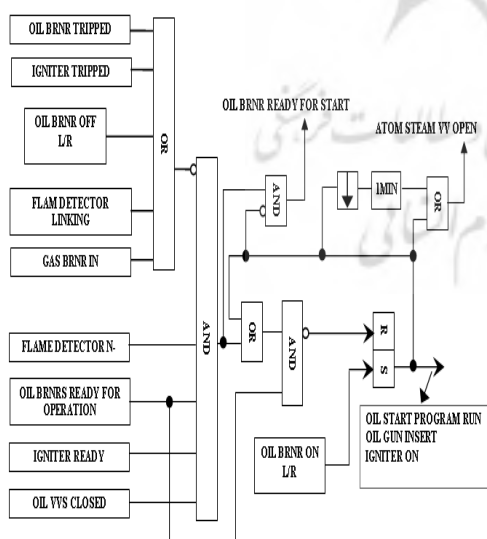 OIL BRNR TRIPPED
IGNITER TRIPPED
OIL BRNR OFF
L/R
FLAM DETECTOR
LINKING
GAS BRNR IN
OR
FLAME DETECTOR N-
OIL BRNRS READY FOR
OPERATION
IGNITER READY
OIL VVS CLOSED
AND
OIL BRNR READY FOR START
AND
ATOM STEAM VV OPEN
1MIN
OR
OR
AND
R
S
OIL BRNR ON
L/R
OIL START PROGRAM RUN
OIL GUN INSERT
IGNITER ON